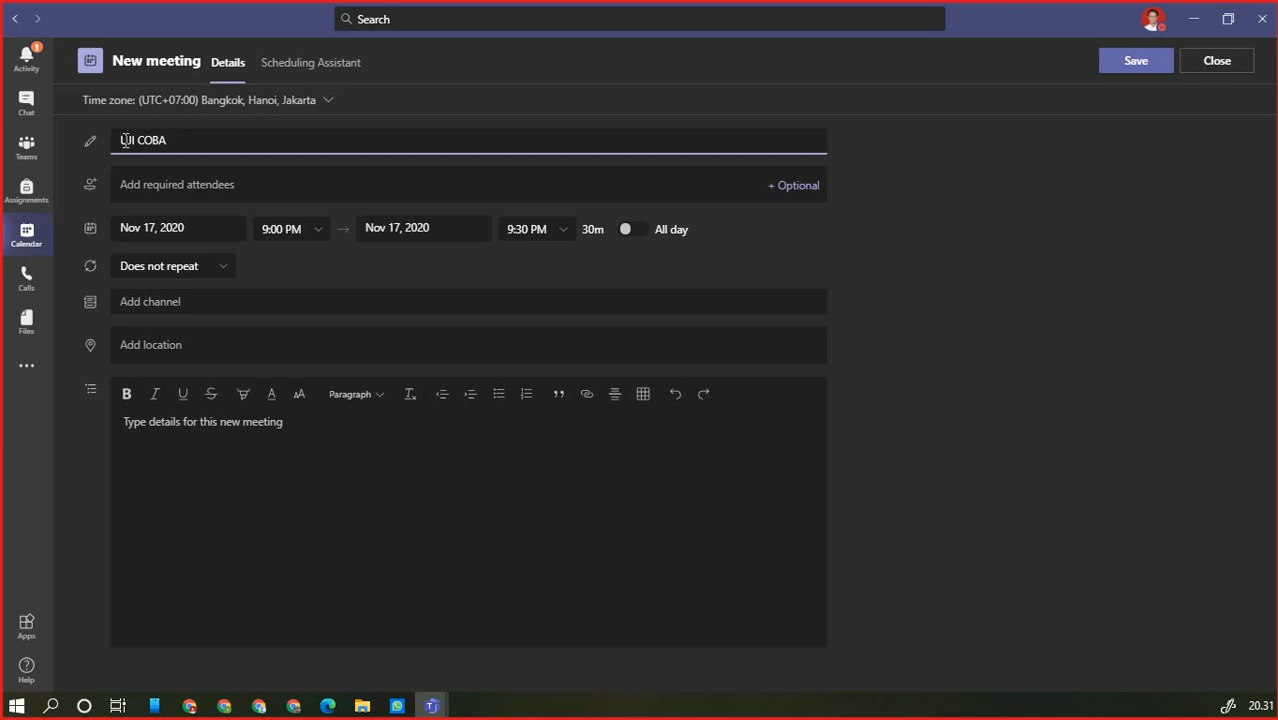 Search
Activity
1
Chat
Teams
Assignments
Calendar
Calls
Files
Apps
Help
New meeting Details Scheduling Assistant Save Close
Time zone: (UTC+07:00) Bangkok, Hanoi, Jakarta
UJI COBA
Add required attendees + Optional
Nov 17, 2020 9:00 PM → Nov 17, 2020 9:30 PM 30m All day
Does not repeat
Add channel
Add location
B I U S A AA Paragraph Tx
Type details for this new meeting
20.31